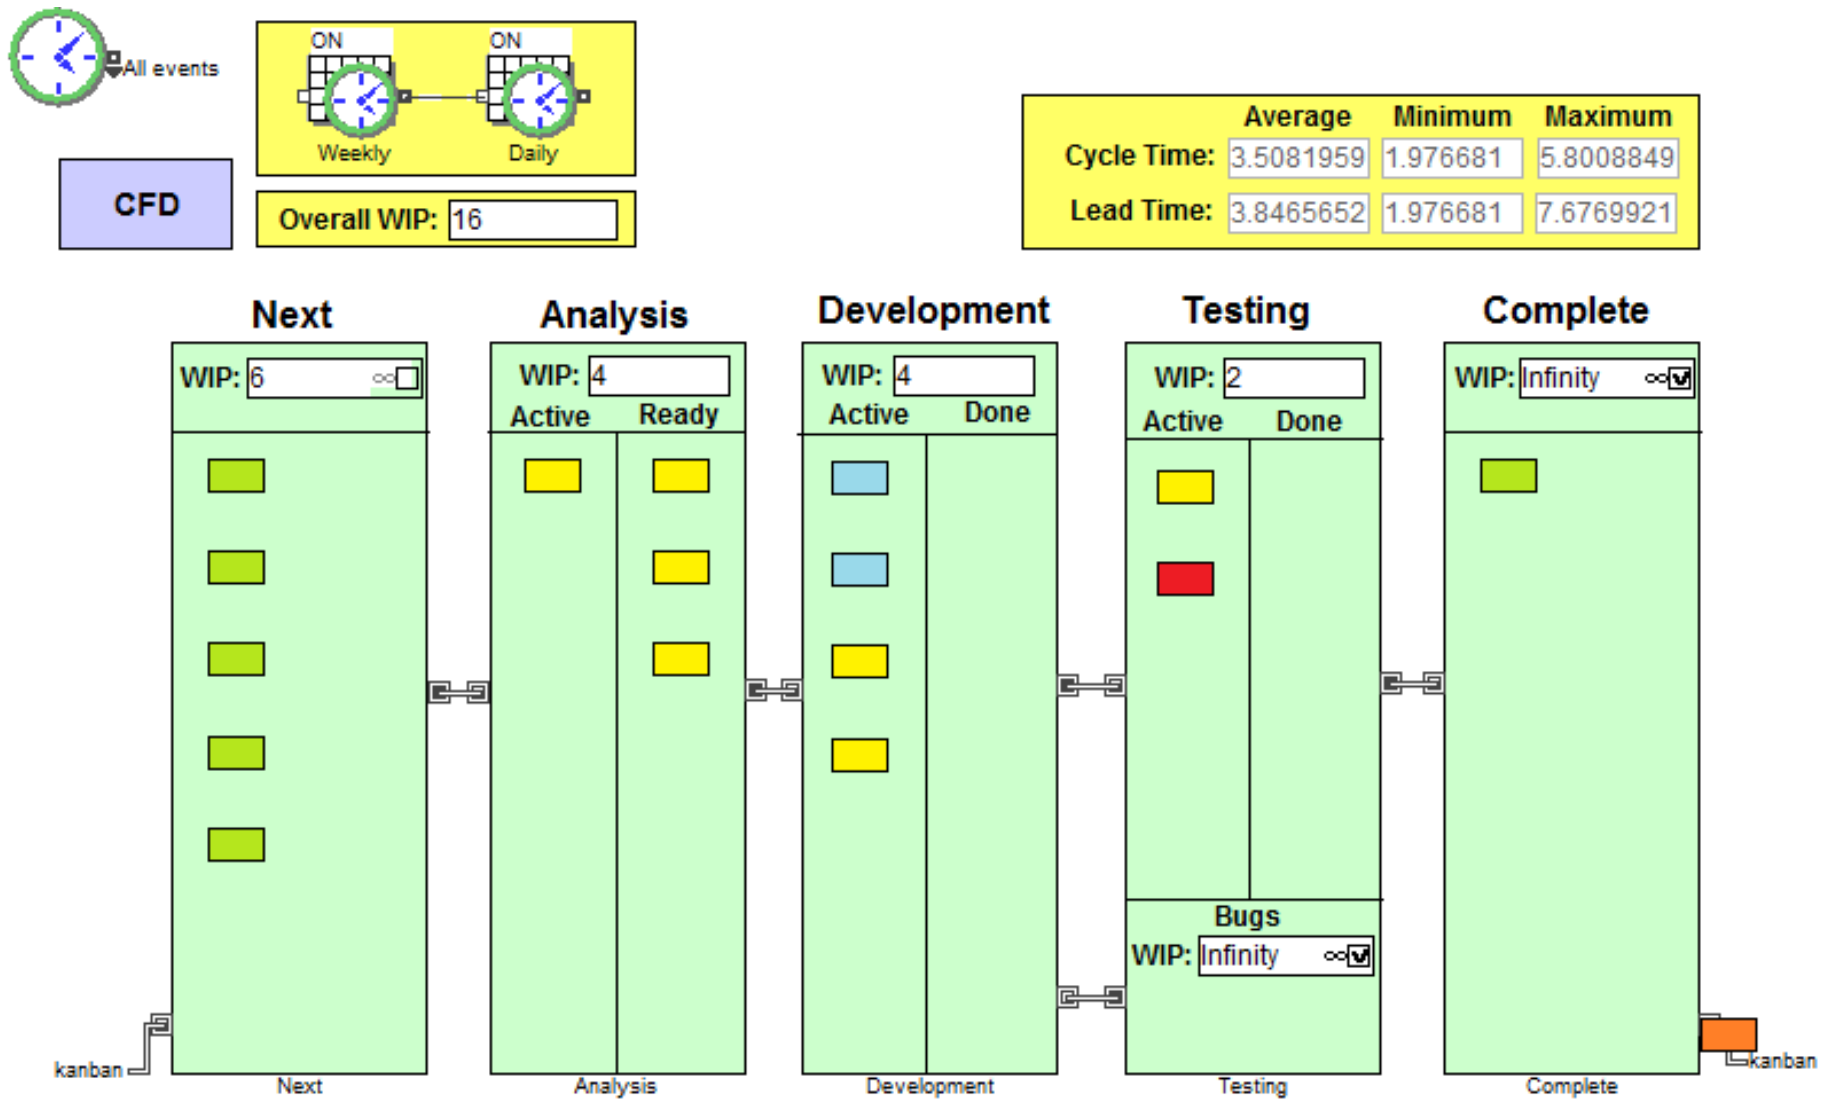 ON
ON
All events
Weekly
Daily
CFD
Overall WIP: 16
Average Minimum Maximum
Cycle Time: 3.5081959 1.976681 5.8008849
Lead Time: 3.8465652 1.976681 7.6769921
Next
Analysis
Development
Testing
Complete
WIP: 6 ∞
WIP: 4
Active Ready
WIP: 4
Active Done
WIP: 2
Active Done
WIP: Infinity ∞
Bugs
WIP: Infinity ∞
kanban
kanban
Next
Analysis
Development
Testing
Complete